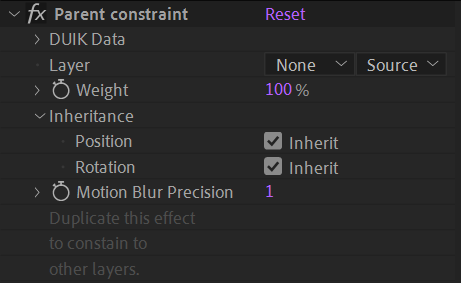 fx Parent constraint Reset
DUIK Data
Layer None Source
Weight 100 %
Inheritance
Position Inherit
Rotation Inherit
Motion Blur Precision 1
Duplicate this effect
to constain to
other layers.